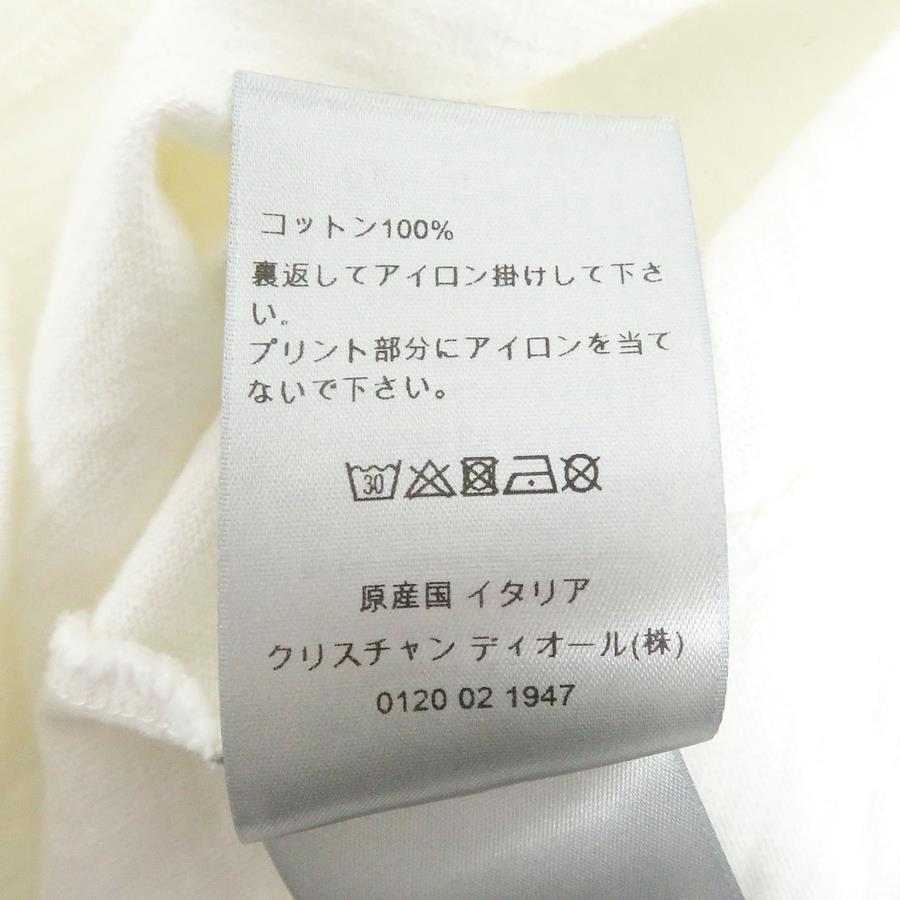 コットン100%
裏返してアイロン掛けして下さ
い。
プリント部分にアイロンを当て
ないで下さい。
30
原産国 イタリア
クリスチャン ディオール(株)
0120 02 1947